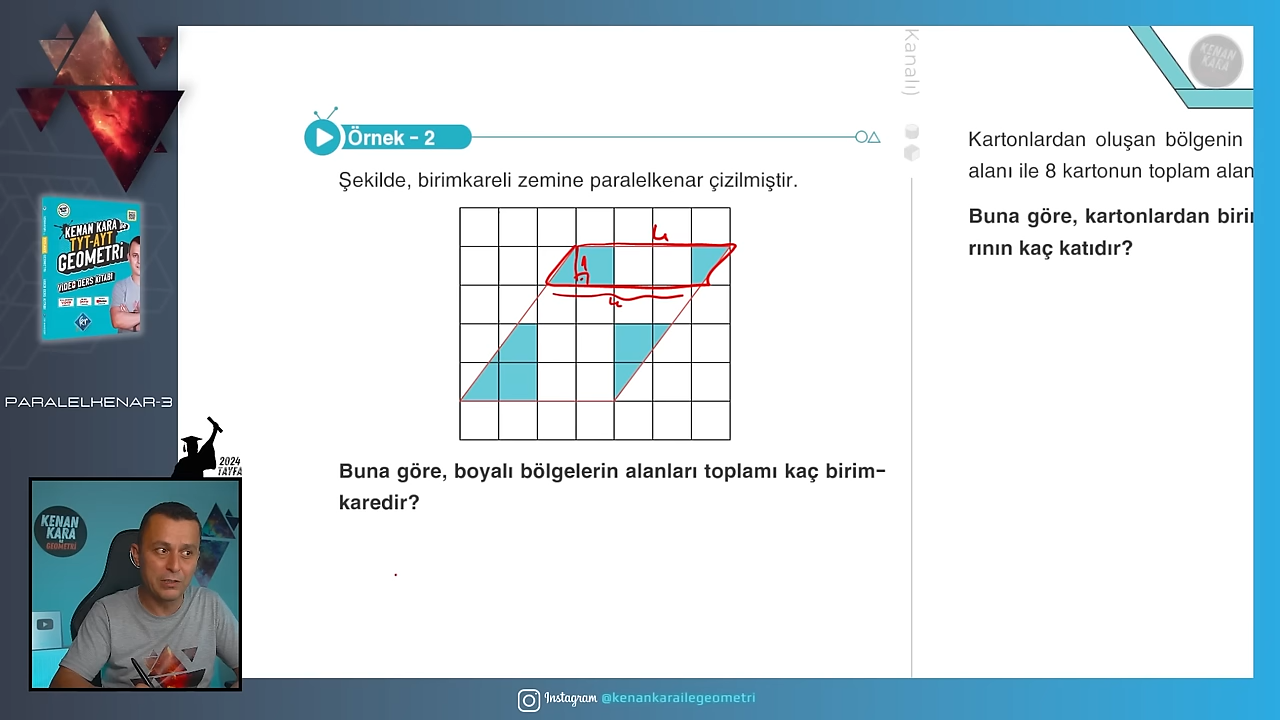 Kanalı)
KENAN
KARA
Örnek - 2
Şekilde, birimkareli zemine paralelkenar çizilmiştir.
4
1
4
Buna göre, boyalı bölgelerin alanları toplamı kaç birim-
karedir?
Kartonlardan oluşan bölgenin
alanı ile 8 kartonun toplam alan
Buna göre, kartonlardan biri
rının kaç katıdır?
KENAN KARA
TYT-AYT
GEOMETRİ
VİDEO DERS KİTABI
PARALELKENAR-3
2024
TAYFA
KENAN
KARA
GEOMETRİ
Instagram @kenankarailegeometri